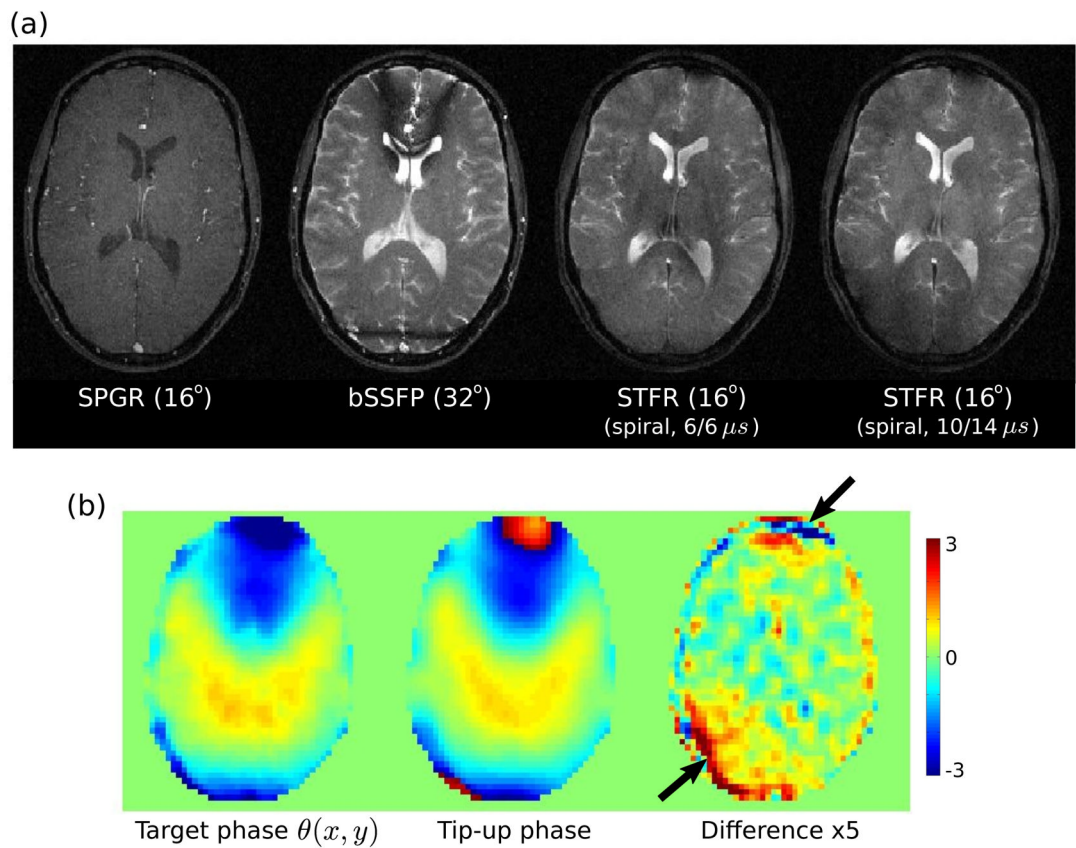 (a)
SPGR (16°)
bSSFP (32°)
STFR (16°)
(spiral, 6/6 μs)
STFR (16°)
(spiral, 10/14 μs)
(b)
3
0
-3
Target phase θ(x, y)
Tip-up phase
Difference x5